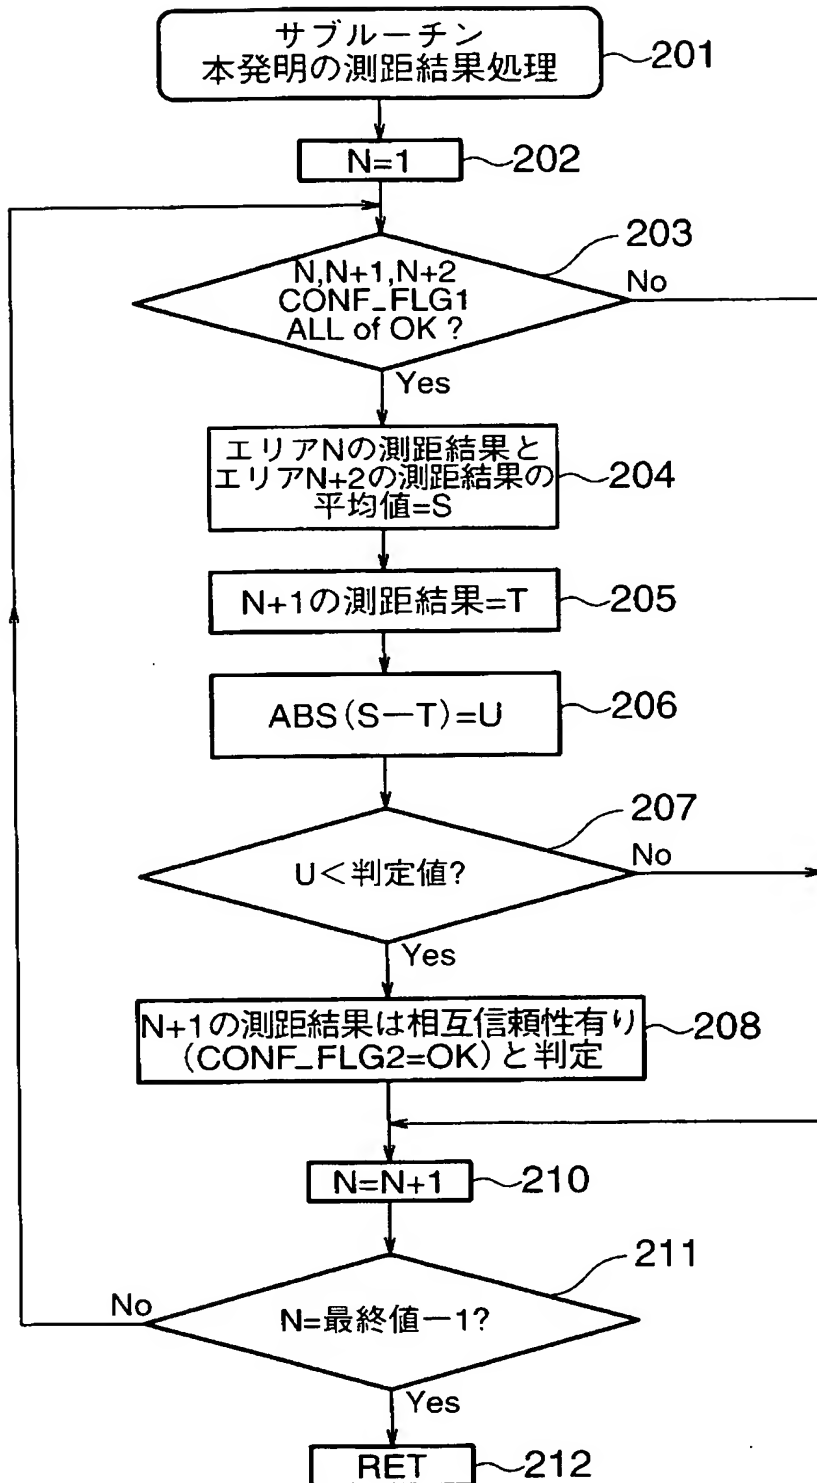 サブルーチン
本発明の測距結果処理
201
N=1
202
203
N,N+1,N+2
CONF_FLG1
ALL of OK ?
No
Yes
エリアNの測距結果と
エリアN+2の測距結果の
平均値=S
204
N+1の測距結果=T
205
ABS(S－T)=U
206
207
U＜判定値?
No
Yes
N+1の測距結果は相互信頼性有り
(CONF_FLG2=OK)と判定
208
N=N+1
210
211
N=最終値－1?
No
Yes
RET
212